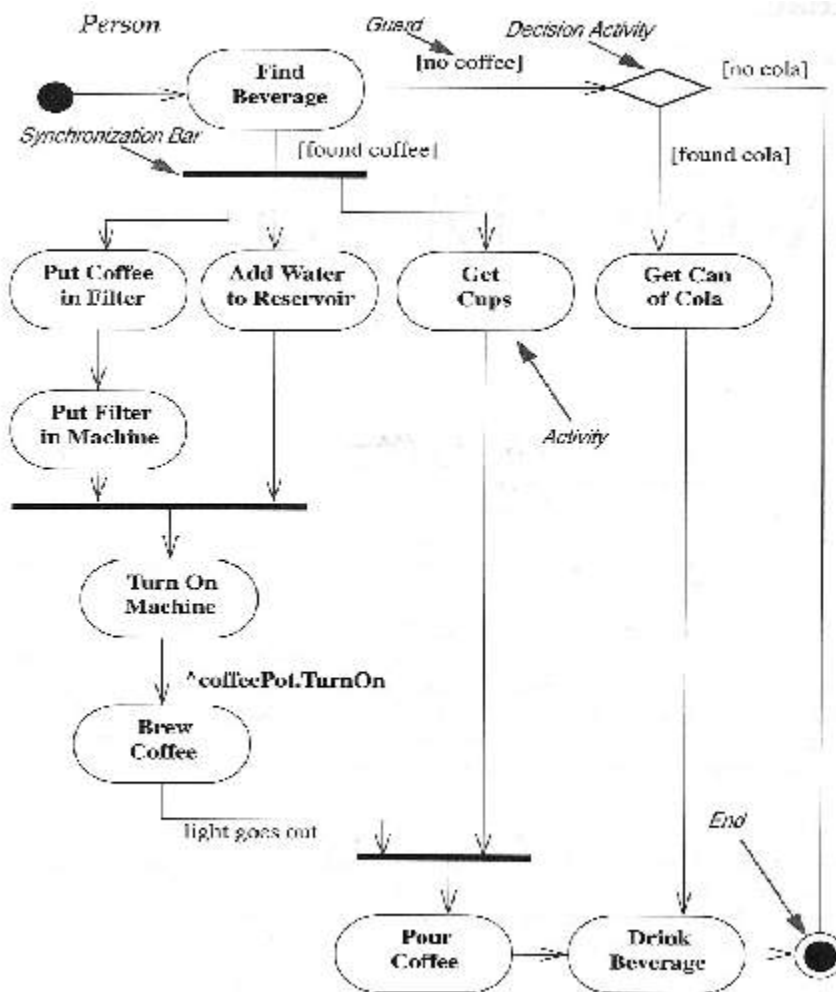 Person
Guard
Decision Activity
Find
Beverage
[no coffee]
[no cola]
Synchronization Bar
[found coffee]
[found cola]
Put Coffee
in Filter
Add Water
to Reservoir
Get
Cups
Get Can
of Cola
Put Filter
in Machine
Activity
Turn On
Machine
^coffeePot.TurnOn
Brew
Coffee
light goes out
End
Pour
Coffee
Drink
Beverage